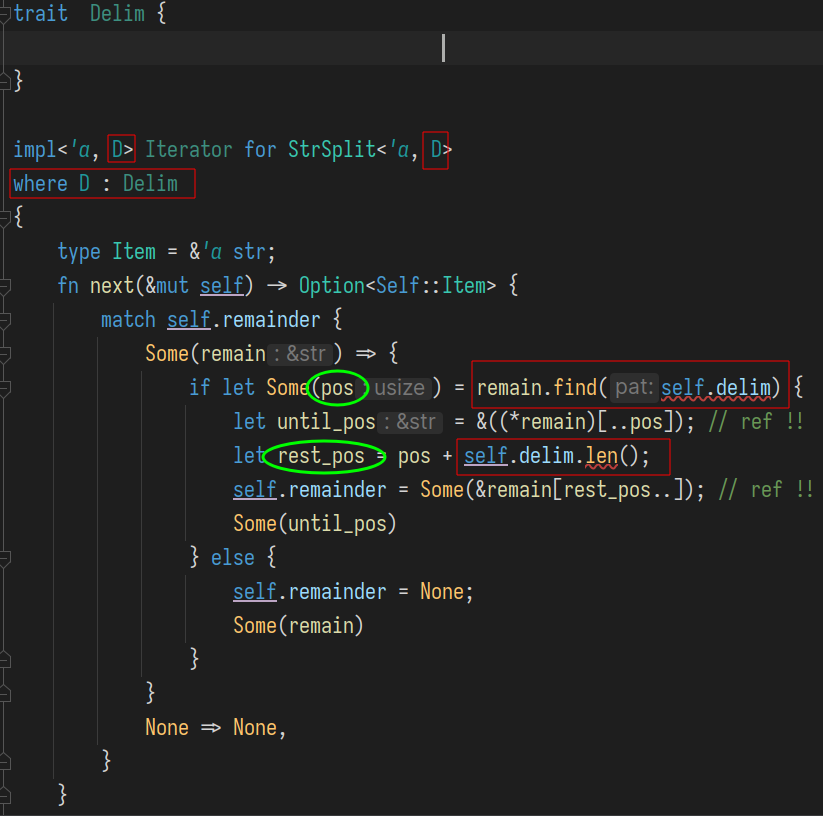 trait  Delim {
}
impl<'a, D> Iterator for StrSplit<'a, D>
where D : Delim
{
    type Item = &'a str;
    fn next(&mut self) → Option<Self::Item> {
        match self.remainder {
            Some(remain : &str ) ⇒ {
                if let Some(pos : usize ) = remain.find( pat: self.delim) {
                    let until_pos : &str = &((*remain)[..pos]); // ref !!
                    let rest_pos = pos + self.delim.len();
                    self.remainder = Some(&remain[rest_pos..]); // ref !!
                    Some(until_pos)
                } else {
                    self.remainder = None;
                    Some(remain)
                }
            }
            None ⇒ None,
        }
    }